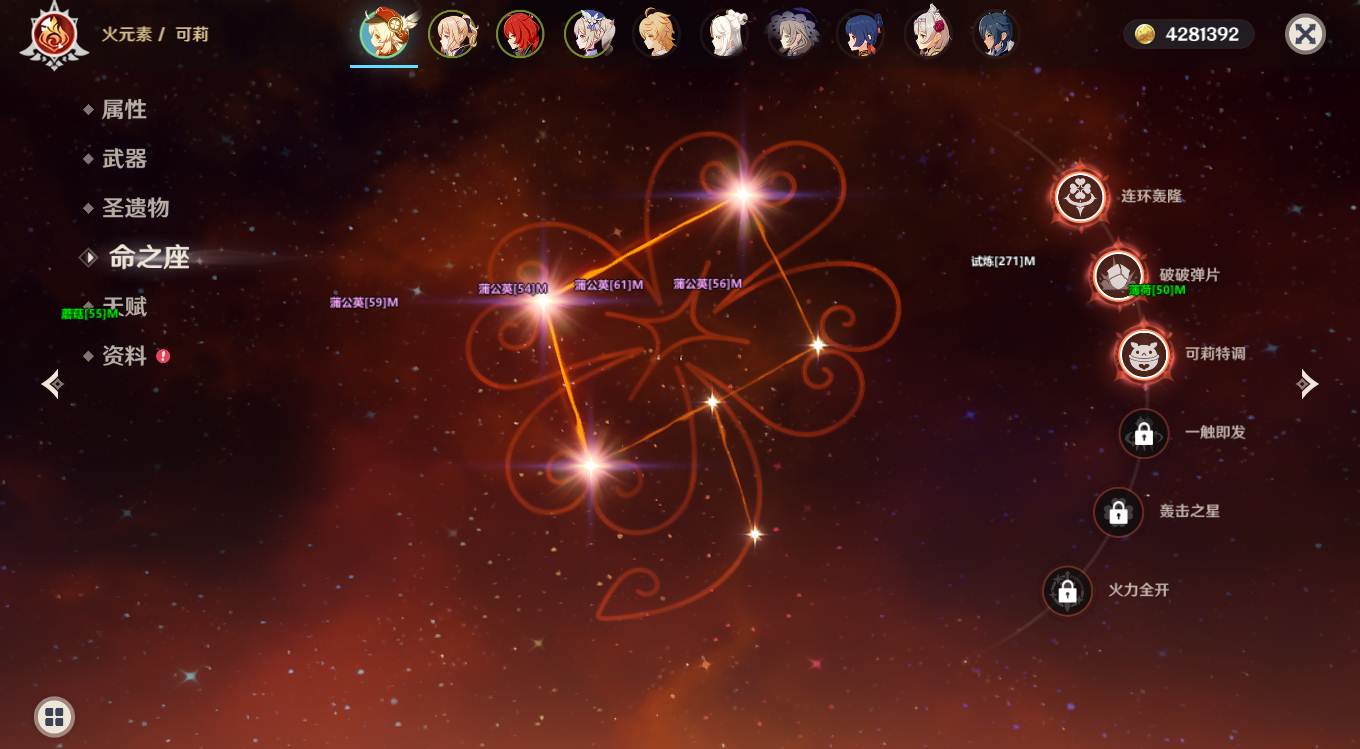 火元素 / 可莉
4281392
属性
武器
圣遗物
命之座
天赋
资料
蘑菇[55]M
蒲公英[59]M
蒲公英[54]M
蒲公英[61]M
蒲公英[56]M
试炼[271]M
连环轰隆
破破弹片
薄荷[50]M
可莉特调
一触即发
轰击之星
火力全开